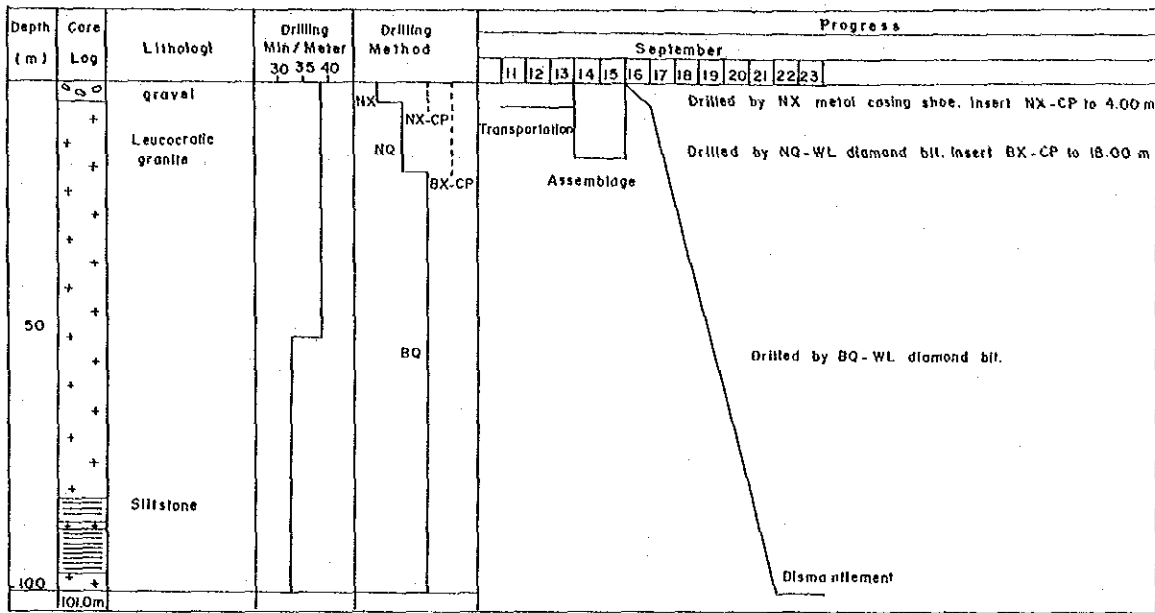 Depth
(m)
Core
Log
Lithologi
Drilling
Min/Meter
30 35 40
Drilling
Method
Progress
September
11 12 13 14 15 16 17 18 19 20 21 22 23
gravel
NX
NX-CP
Drilled by NX metal casing shoe. Insert NX-CP to 4.00 m
Transportation
Leucocratic
granite
NQ
Drilled by NQ-WL diamond bit. Insert BX-CP to 18.00 m
BX-CP
Assemblage
50
BQ
Drilled by BQ-WL diamond bit.
Siltstone
Dismantlement
100
101.0m